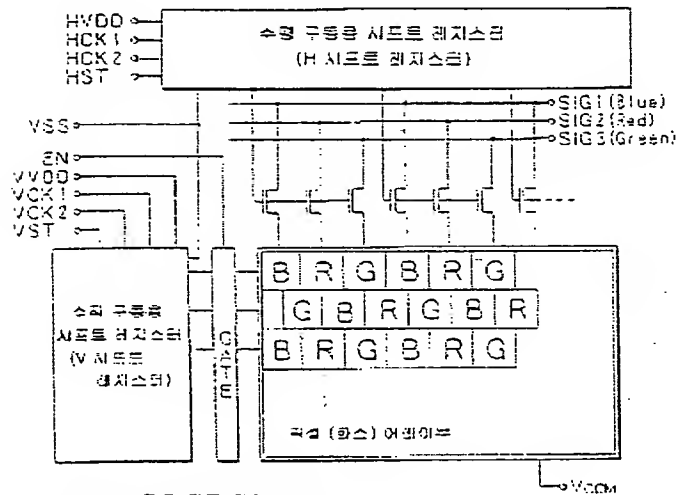 HVDD
HCK1
HCK2
HST
수평 구동용 시프트 레지스터
(H 시프트 레지스터)
SIG1(Blue)
SIG2(Red)
SIG3(Green)
VSS
EN
VVDD
VCK1
VCK2
VST
B R G B R G
G B R G B R
B R G B R G
구동용
시프트 레지스터
(V 시프트
레지스터)
픽셀 (화소) 어레이부
VCOM